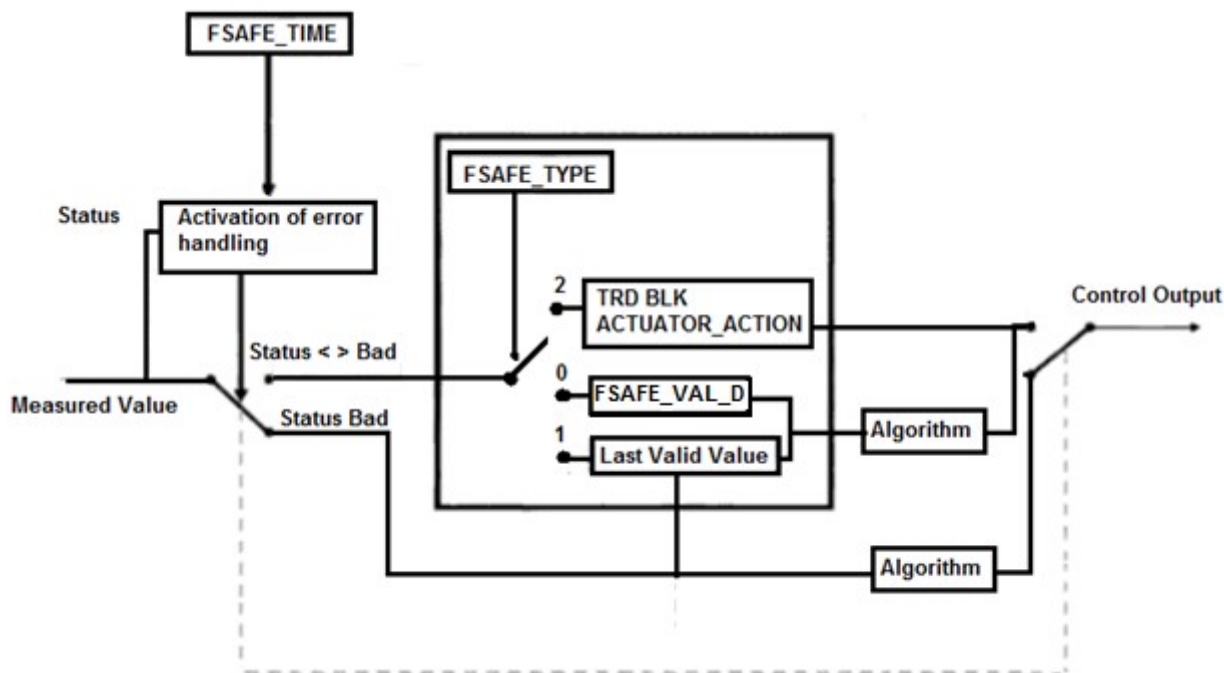 FSAFE_TIME
FSAFE_TYPE
Status
Activation of error
handling
2
TRD BLK
ACTUATOR_ACTION
Control Output
Status < > Bad
0
FSAFE_VAL_D
Measured Value
Status Bad
Algorithm
1
Last Valid Value
Algorithm